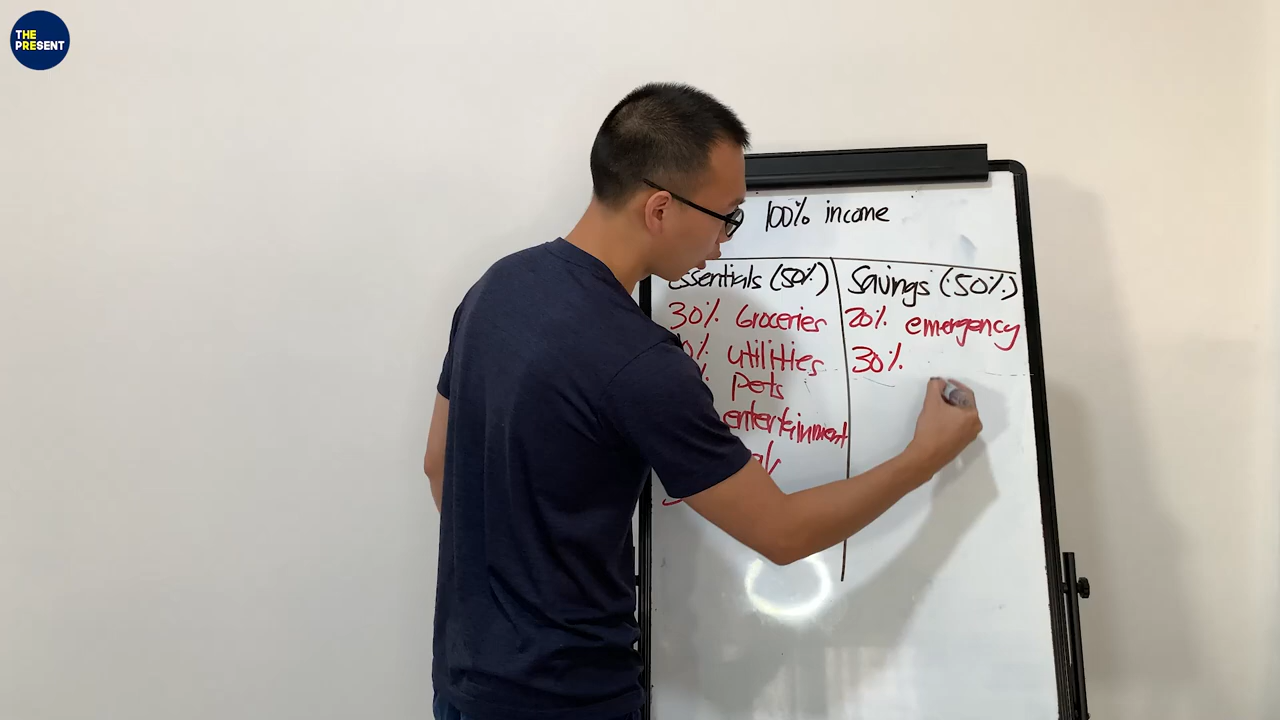 THE
PRESENT
100% income
Essentials (50%)
30% Groceries
utilities
pets
entertainment
Savings (50%)
20% emergency
30%